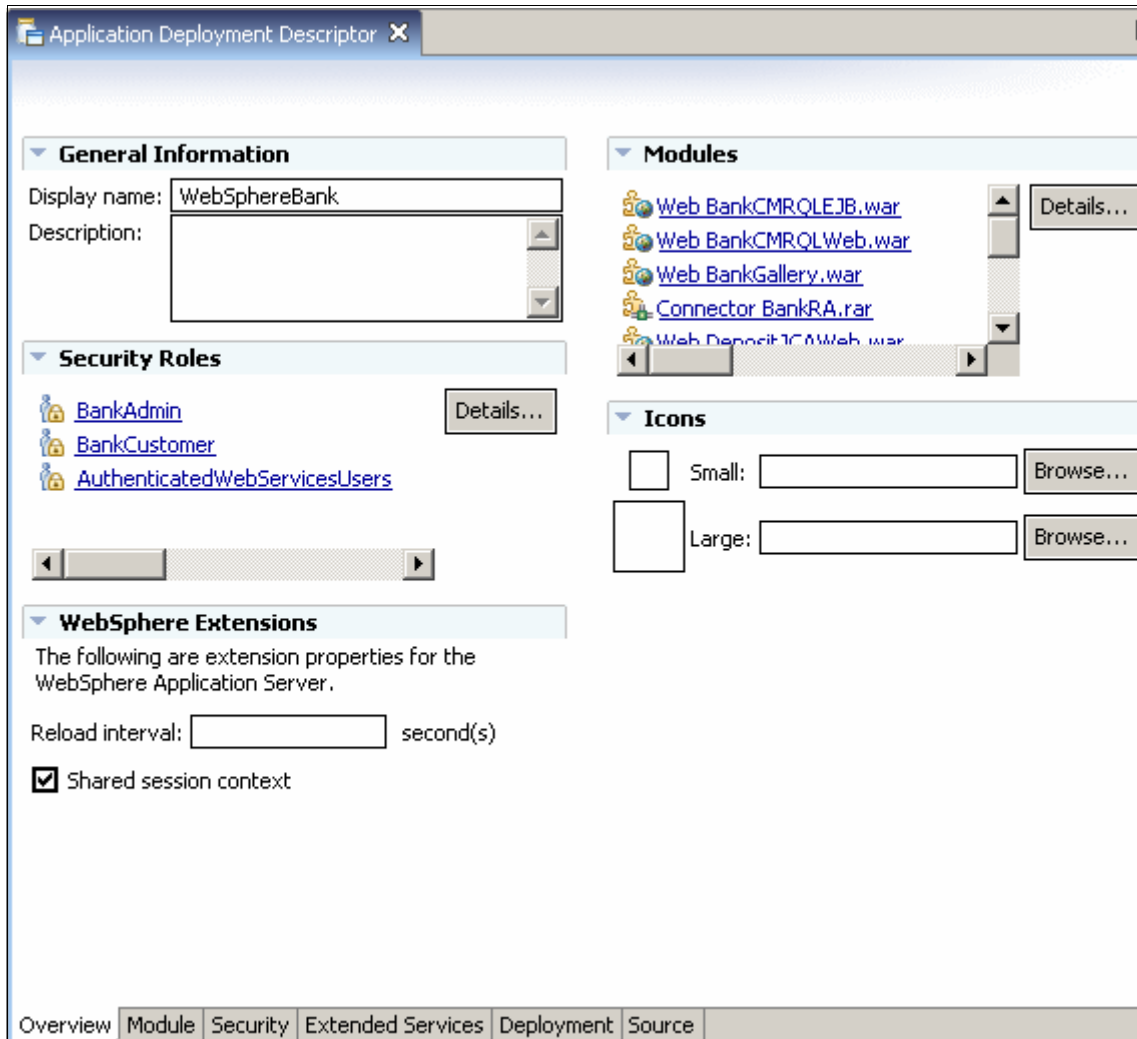 Application Deployment Descriptor
General Information
Display name: WebSphereBank
Description:
Security Roles
BankAdmin
BankCustomer
AuthenticatedWebServicesUsers
Details...
WebSphere Extensions
The following are extension properties for the
WebSphere Application Server.
Reload interval: second(s)
Shared session context
Modules
Web BankCMRQLEJB.war
Web BankCMRQLWeb.war
Web BankGallery.war
Connector BankRA.rar
Web DepositJCAWeb.war
Details...
Icons
Small: Browse...
Large: Browse...
Overview Module Security Extended Services Deployment Source